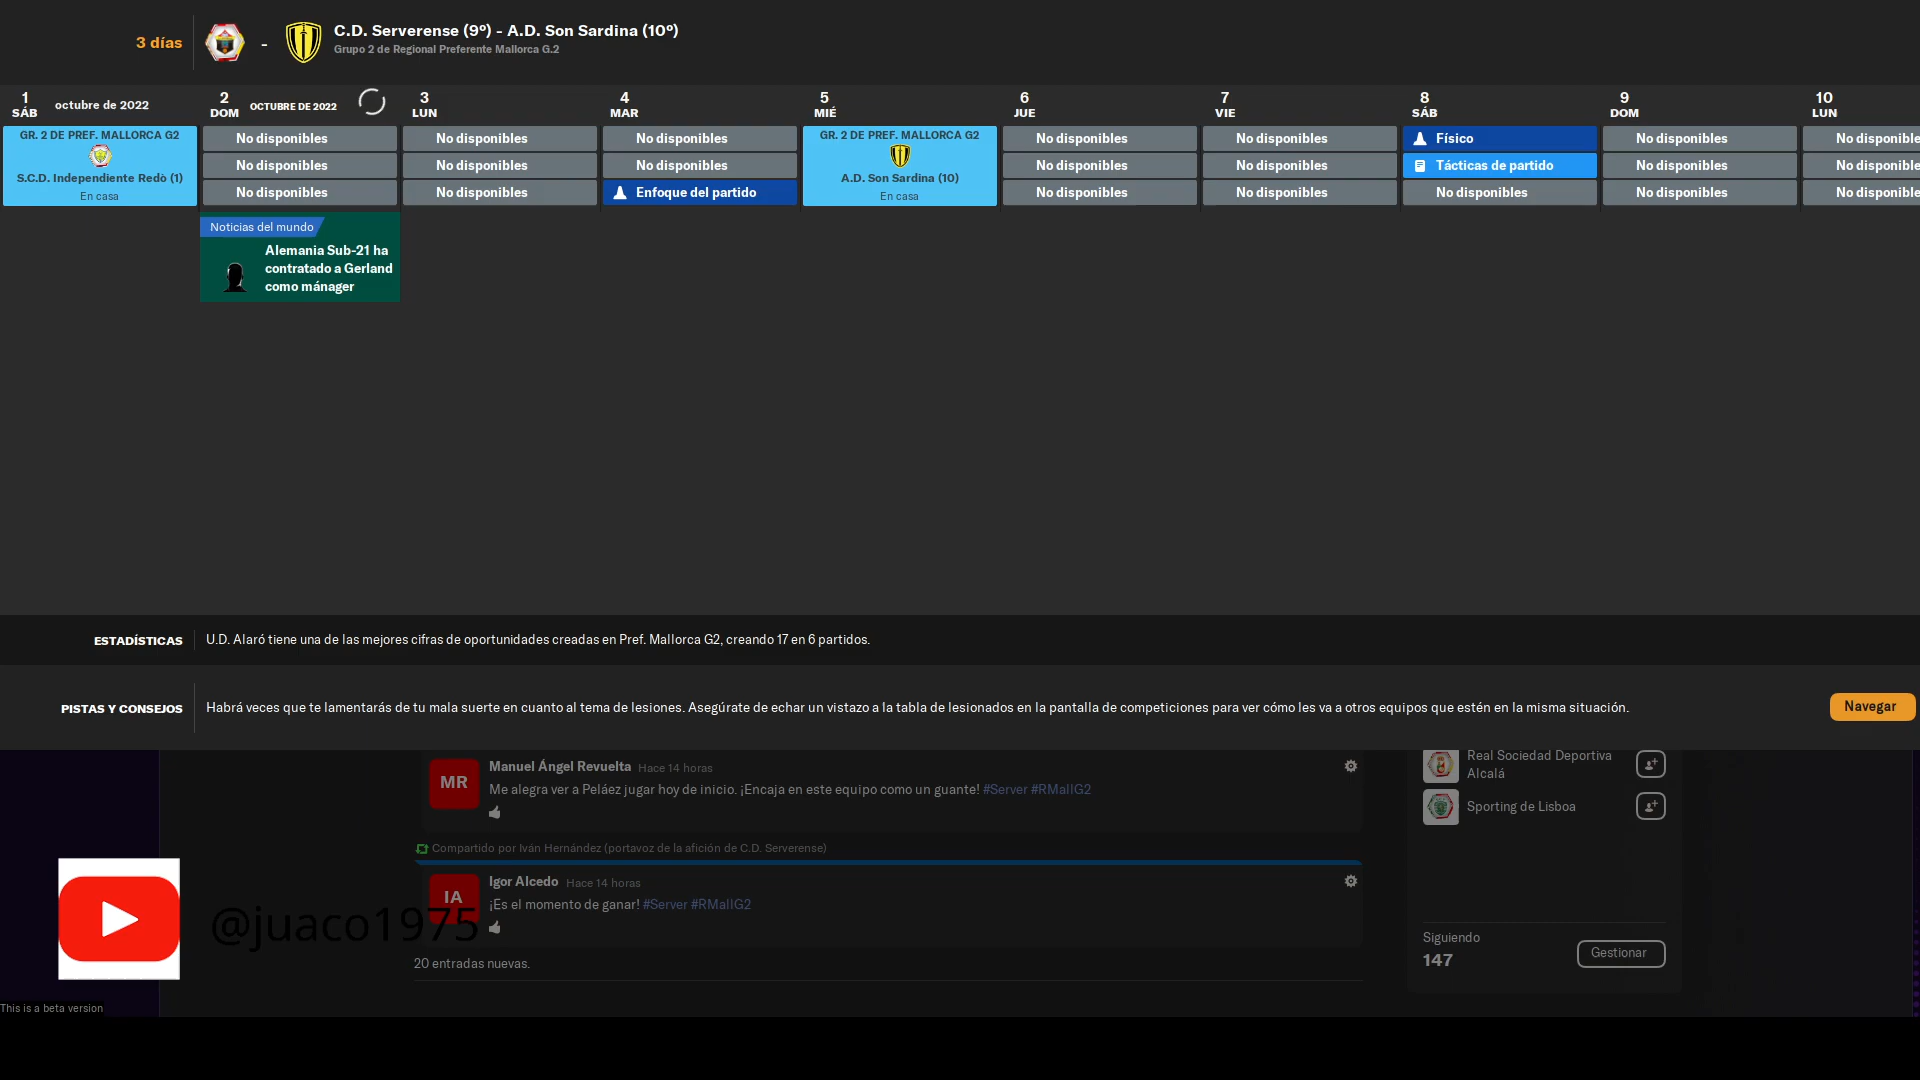 3 días
-
C.D. Serverense (9º) - A.D. Son Sardina (10º)
Grupo 2 de Regional Preferente Mallorca G.2
1
SÁB
octubre de 2022
2
DOM
OCTUBRE DE 2022
3
LUN
4
MAR
5
MIÉ
6
JUE
7
VIE
8
SÁB
9
DOM
10
LUN
GR. 2 DE PREF. MALLORCA G2
S.C.D. Independiente Redó (1)
En casa
No disponibles
No disponibles
No disponibles
No disponibles
No disponibles
No disponibles
No disponibles
No disponibles
Enfoque del partido
GR. 2 DE PREF. MALLORCA G2
A.D. Son Sardina (10)
En casa
No disponibles
No disponibles
No disponibles
No disponibles
No disponibles
No disponibles
Físico
Tácticas de partido
No disponibles
No disponibles
No disponibles
No disponibles
No disponible
No disponible
No disponible
Noticias del mundo
Alemania Sub-21 ha
contratado a Gerland
como mánager
ESTADÍSTICAS
U.D. Alaró tiene una de las mejores cifras de oportunidades creadas en Pref. Mallorca G2, creando 17 en 6 partidos.
PISTAS Y CONSEJOS
Habrá veces que te lamentarás de tu mala suerte en cuanto al tema de lesiones. Asegúrate de echar un vistazo a la tabla de lesionados en la pantalla de competiciones para ver cómo les va a otros equipos que estén en la misma situación.
Navegar
MR
Manuel Ángel Revuelta Hace 14 horas
Me alegra ver a Peláez jugar hoy de inicio. ¡Encaja en este equipo como un guante! #Server #RMallG2
Compartido por Iván Hernández (portavoz de la afición de C.D. Serverense)
IA
Igor Alcedo Hace 14 horas
¡Es el momento de ganar! #Server #RMallG2
20 entradas nuevas.
Real Sociedad Deportiva
Alcalá
Sporting de Lisboa
Siguiendo
147
Gestionar
@juaco1975
This is a beta version